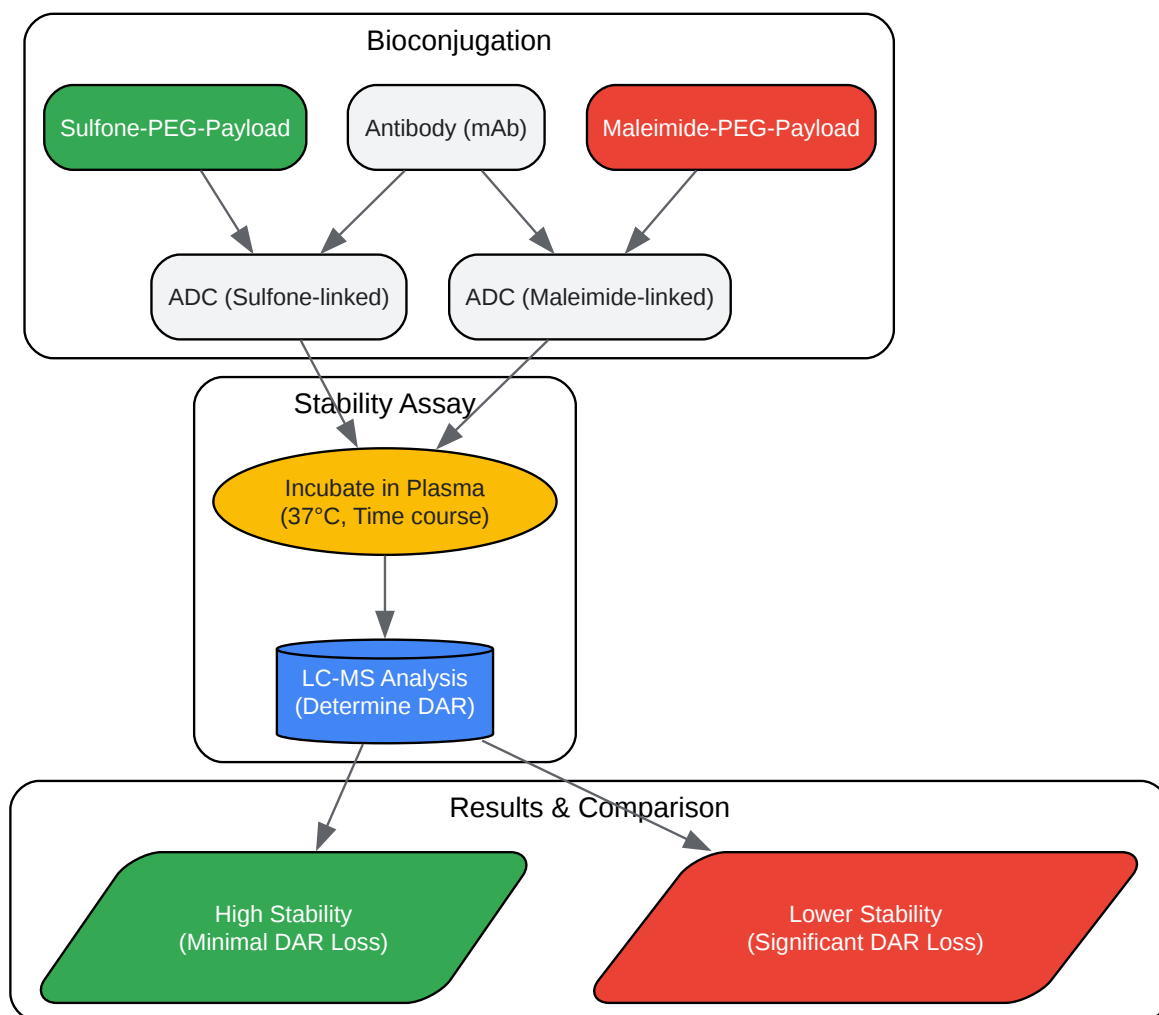 Bioconjugation
Sulfone-PEG-Payload
Antibody (mAb)
Maleimide-PEG-Payload
ADC (Sulfone-linked)
ADC (Maleimide-linked)
Stability Assay
Incubate in Plasma
(37°C, Time course)
LC-MS Analysis
(Determine DAR)
Results & Comparison
High Stability
(Minimal DAR Loss)
Lower Stability
(Significant DAR Loss)